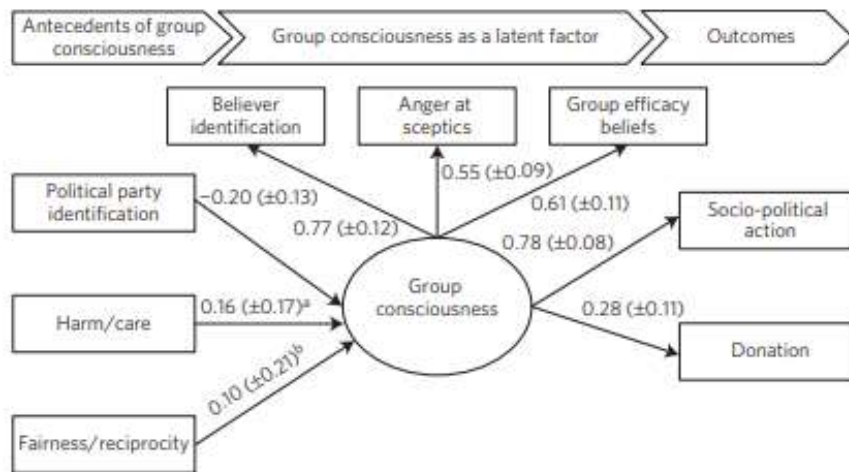 Antecedents of group
consciousness
Group consciousness as a latent factor
Outcomes
Believer
identification
Anger at
sceptics
Group efficacy
beliefs
Political party
identification
−0.20 (±0.13)
0.77 (±0.12)
0.55 (±0.09)
0.61 (±0.11)
0.78 (±0.08)
Socio-political
action
Group
consciousness
Harm/care
0.16 (±0.17)ᵃ
0.28 (±0.11)
Donation
0.10 (±0.21)ᵇ
Fairness/reciprocity